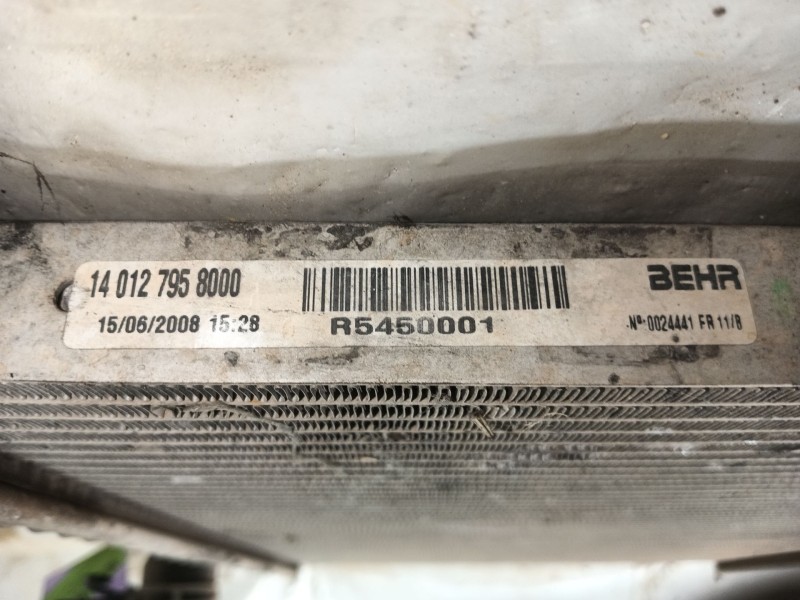 14 012 795 8000
BEHR
15/06/2008 15:28
R5450001
Nº·0024441 FR 11/B